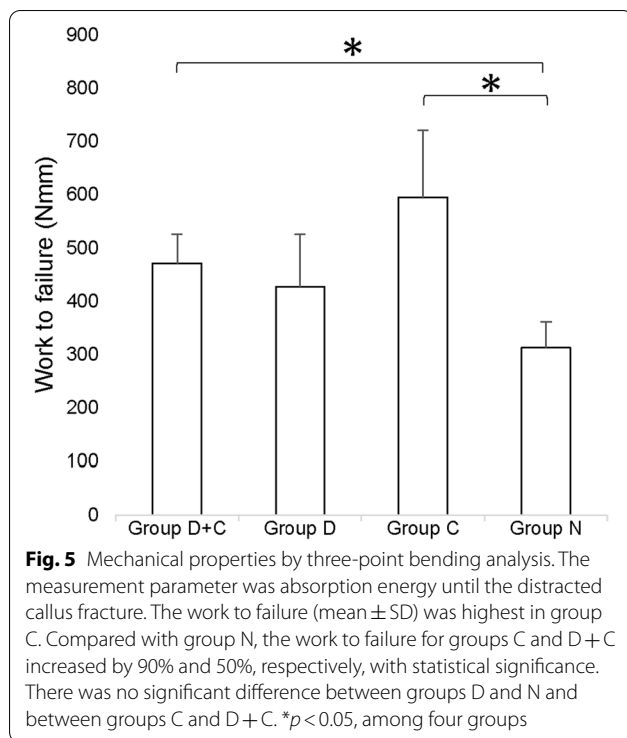 900
*
800
*
700
600
500
400
300
200
100
0
Work to failure (Nmm)
Group D+C Group D Group C Group N
Fig. 5 Mechanical properties by three-point bending analysis. The
measurement parameter was absorption energy until the distracted
callus fracture. The work to failure (mean ± SD) was highest in group
C. Compared with group N, the work to failure for groups C and D + C
increased by 90% and 50%, respectively, with statistical significance.
There was no significant difference between groups D and N and
between groups C and D + C. *p < 0.05, among four groups